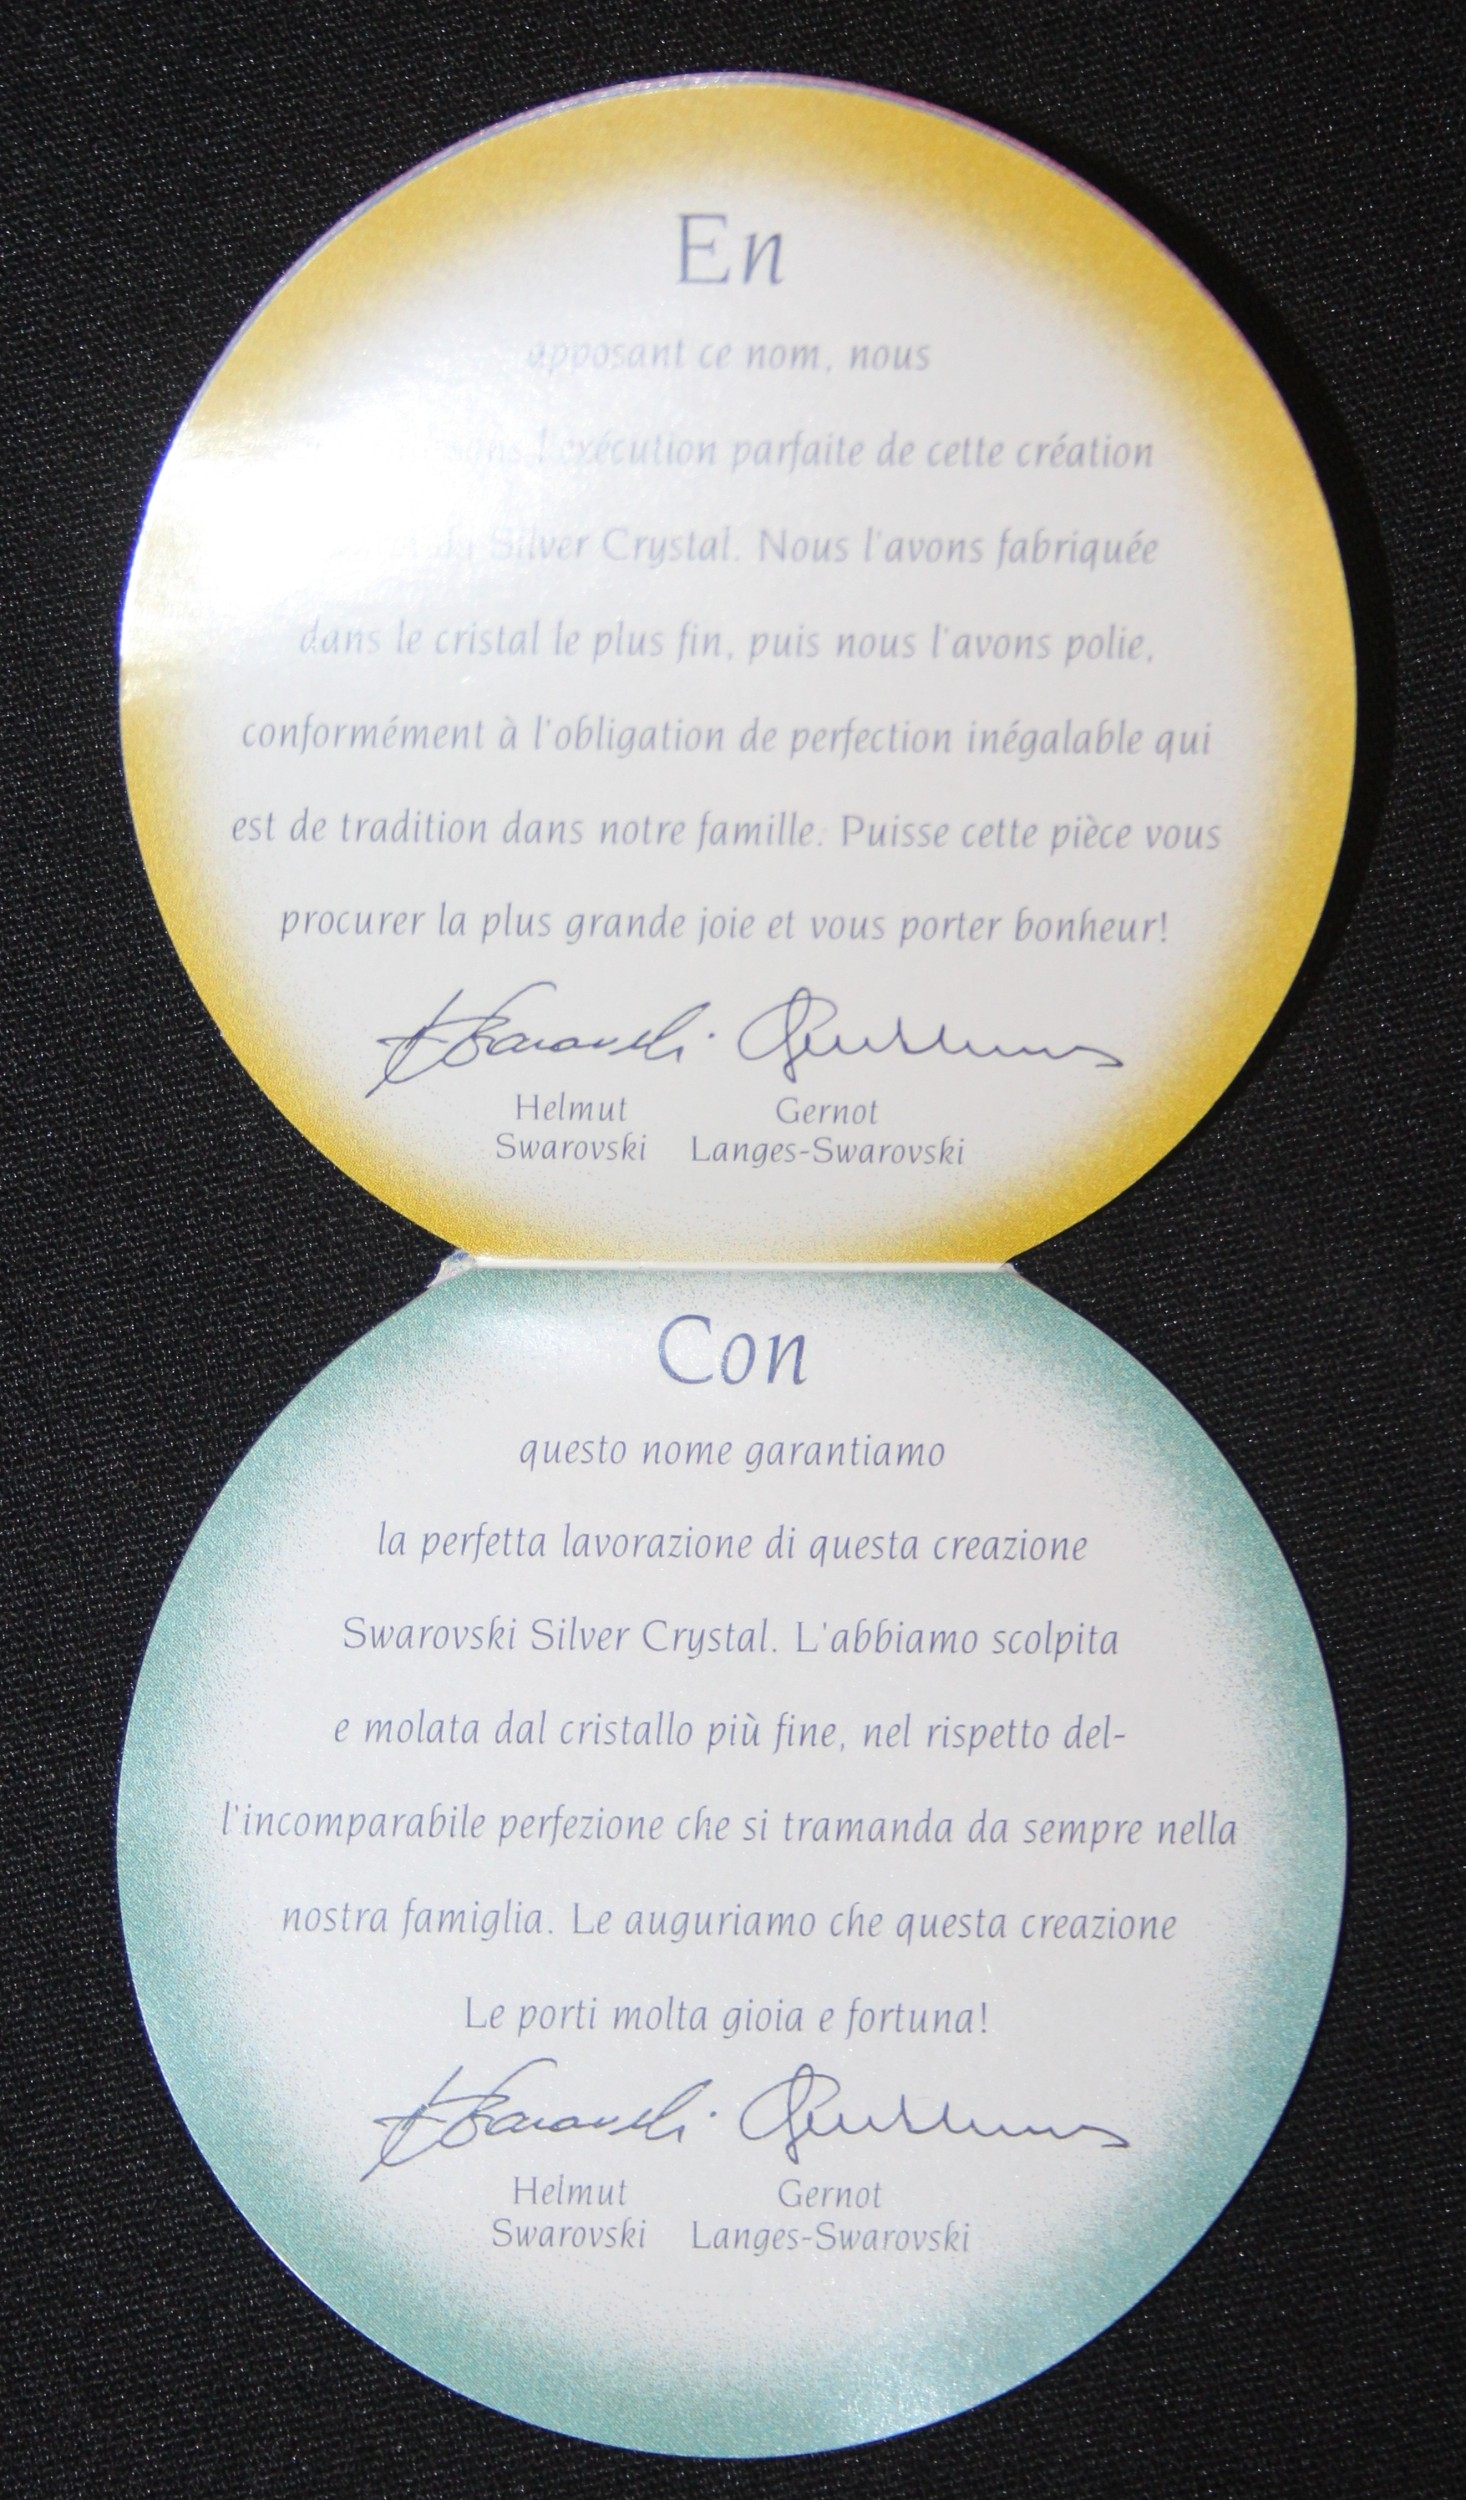 En
apposant ce nom, nous
l'exécution parfaite de cette création
Silver Crystal. Nous l'avons fabriquée
dans le cristal le plus fin, puis nous l'avons polie,
conformément à l'obligation de perfection inégalable qui
est de tradition dans notre famille. Puisse cette pièce vous
procurer la plus grande joie et vous porter bonheur!
Helmut Gernot
Swarovski Langes-Swarovski
Con
questo nome garantiamo
la perfetta lavorazione di questa creazione
Swarovski Silver Crystal. L'abbiamo scolpita
e molata dal cristallo più fine, nel rispetto del-
l'incomparabile perfezione che si tramanda da sempre nella
nostra famiglia. Le auguriamo che questa creazione
Le porti molta gioia e fortuna!
Helmut Gernot
Swarovski Langes-Swarovski